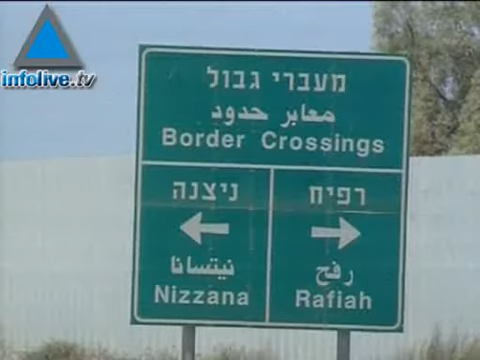 infolive.tv
מעברי גבול
معابر حدود
Border Crossings
ניצנה
نيتسانا
Nizzana
רפיח
رفح
Rafiah